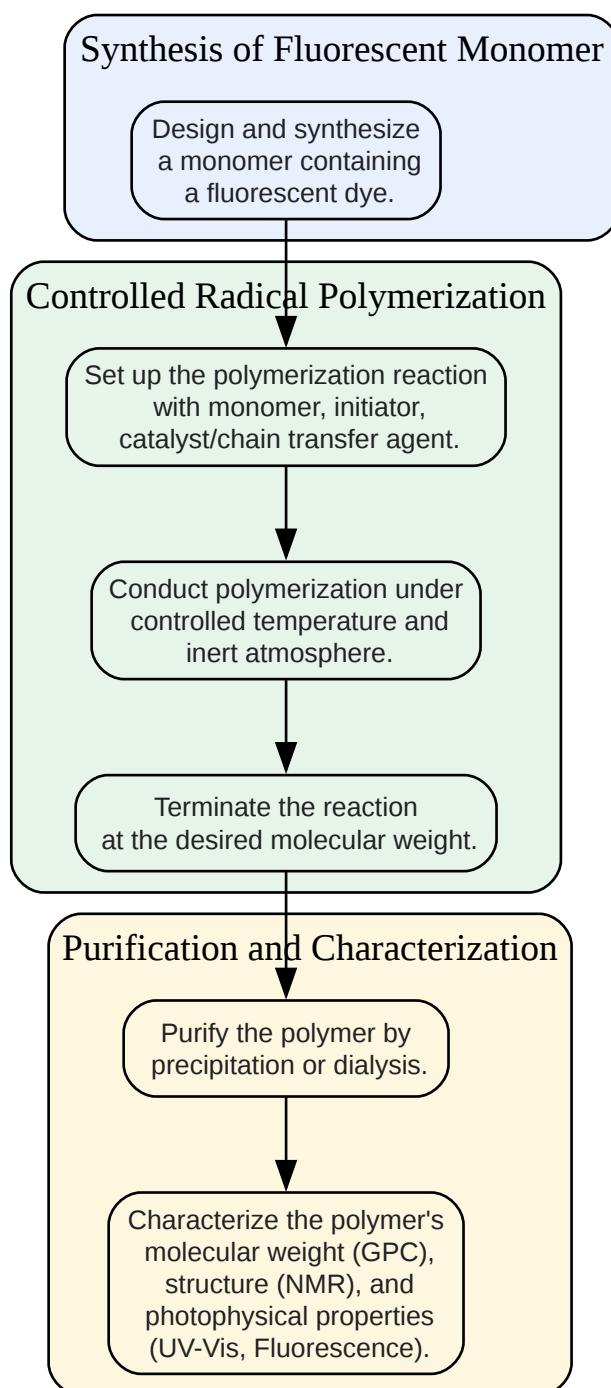 Synthesis of Fluorescent Monomer
Design and synthesize
a monomer containing
a fluorescent dye.
Controlled Radical Polymerization
Set up the polymerization reaction
with monomer, initiator,
catalyst/chain transfer agent.
Conduct polymerization under
controlled temperature and
inert atmosphere.
Terminate the reaction
at the desired molecular weight.
Purification and Characterization
Purify the polymer by
precipitation or dialysis.
Characterize the polymer's
molecular weight (GPC),
structure (NMR), and
photophysical properties
(UV-Vis, Fluorescence).